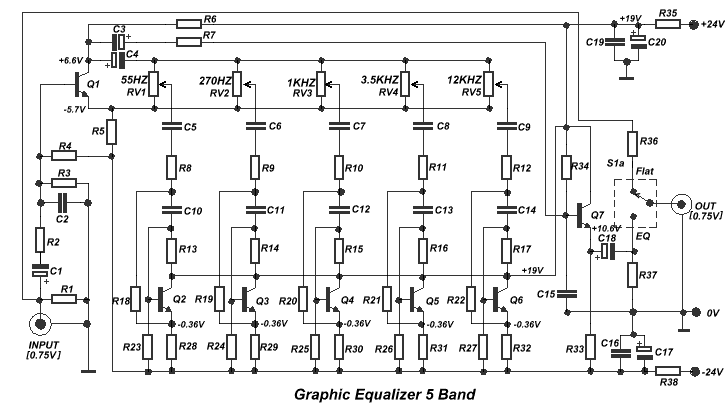 R6 R35
C3 + +19V +24V
R7
C4 + C19 + C20 R38
+6.6V
55HZ 270HZ 1KHZ 3.5KHZ 12KHZ
RV1 RV2 RV3 RV4 RV5
Q1
-5.7V
R5 C5 C6 C7 C8 C9
R4 R36
R3 R8 R9 R10 R11 R12 R34 S1a Flat
C2 C10 C11 C12 C13 C14 Q7 OUT
[0.75V]
+10.6V
R2 R13 R14 R15 R16 R17 C18 + EQ
C1 + +19V R37
R1 R18 Q2 R19 Q3 R20 Q4 R21 Q5 R22 Q6 C15
0V
-0.36V -0.36V -0.36V -0.36V -0.36V
INPUT
[0.75V]
R23 R28 R24 R29 R25 R30 R26 R31 R27 R32 R33 C16 + C17
-24V
R38
Graphic Equalizer 5 Band